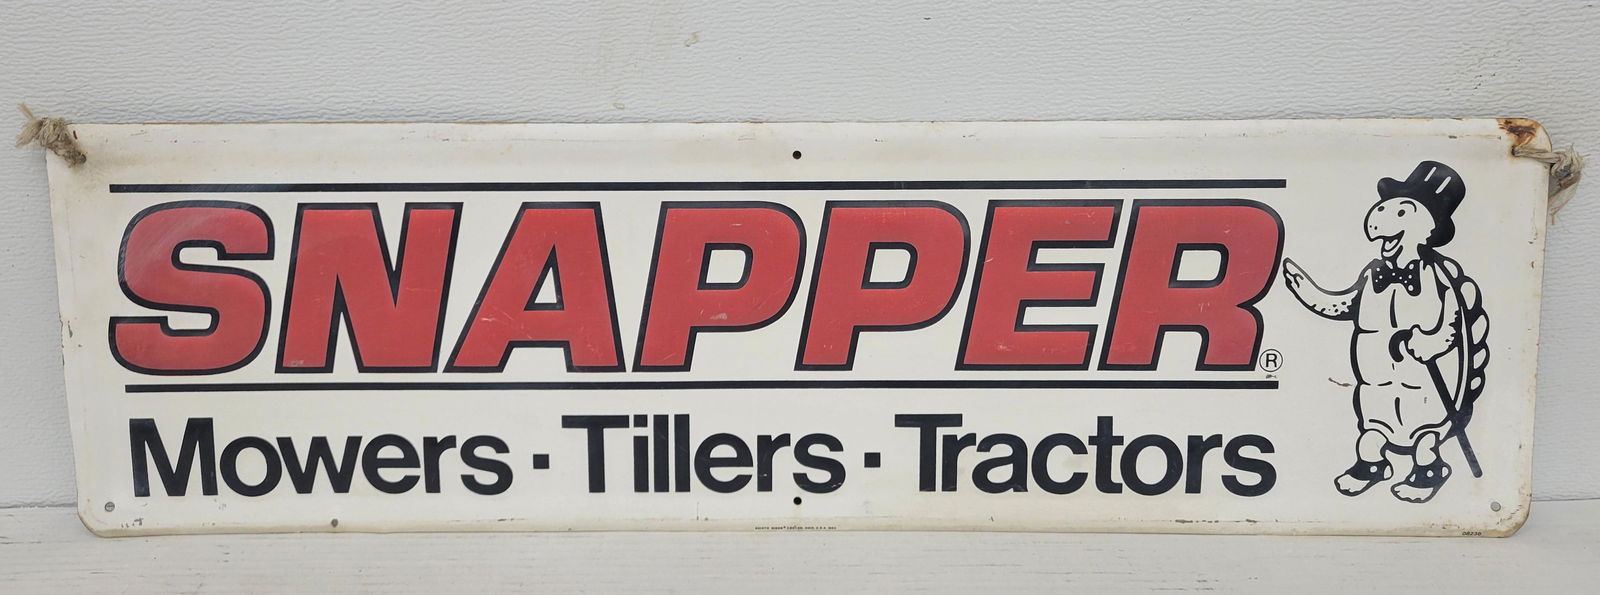 SNAPPER®
Mowers · Tillers · Tractors